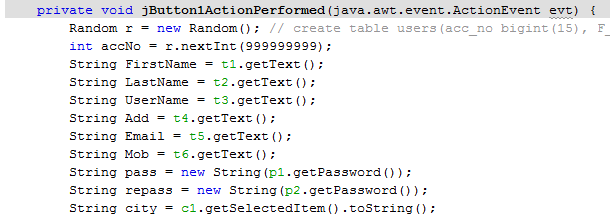 private void jButton1ActionPerformed(java.awt.event.ActionEvent evt) {
Random r = new Random(); // create table users(acc_no bigint(15), F_
int accNo = r.nextInt(999999999);
String FirstName = t1.getText();
String LastName = t2.getText();
String UserName = t3.getText();
String Add = t4.getText();
String Email = t5.getText();
String Mob = t6.getText();
String pass = new String(p1.getPassword());
String repass = new String(p2.getPassword());
String city = c1.getSelectedItem().toString();